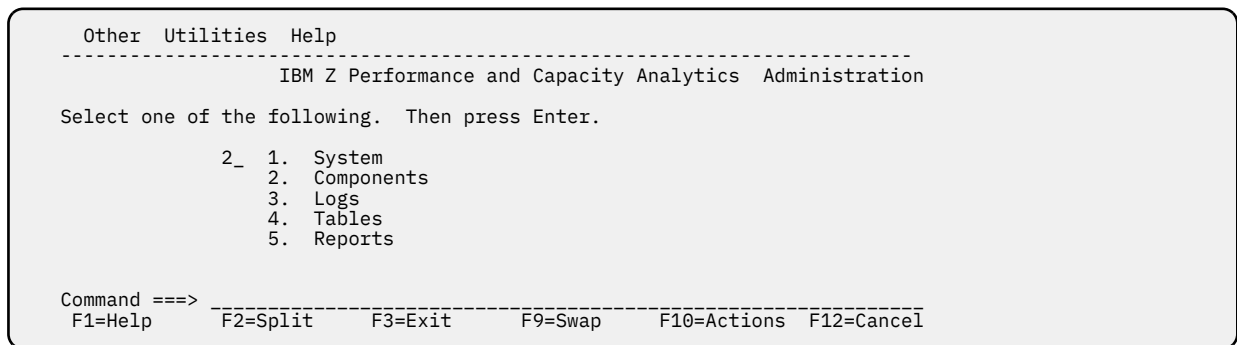 Other  Utilities  Help
--------------------------------------------------------------------------
IBM Z Performance and Capacity Analytics  Administration
Select one of the following.  Then press Enter.
2_  1.  System
2.  Components
3.  Logs
4.  Tables
5.  Reports
Command ===> ______________________________________________________________
F1=Help      F2=Split     F3=Exit      F9=Swap     F10=Actions  F12=Cancel